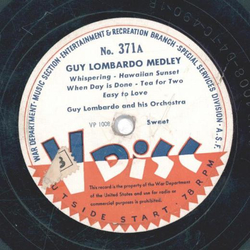 WAR DEPARTMENT - MUSIC SECTION - ENTERTAINMENT & RECREATION BRANCH - SPECIAL SERVICES DIVISION - A.S.F.
No. 371A
GUY LOMBARDO MEDLEY
Whispering - Hawaiian Sunset
When Day is Done - Tea for Two
Easy to Love
Guy Lombardo and his Orchestra
VP 1008
Sweet
V DISC
This record is the property of the War Department
of the United States and use for radio or
commercial purposes is prohibited.
OUTSIDE START - 78 RPM